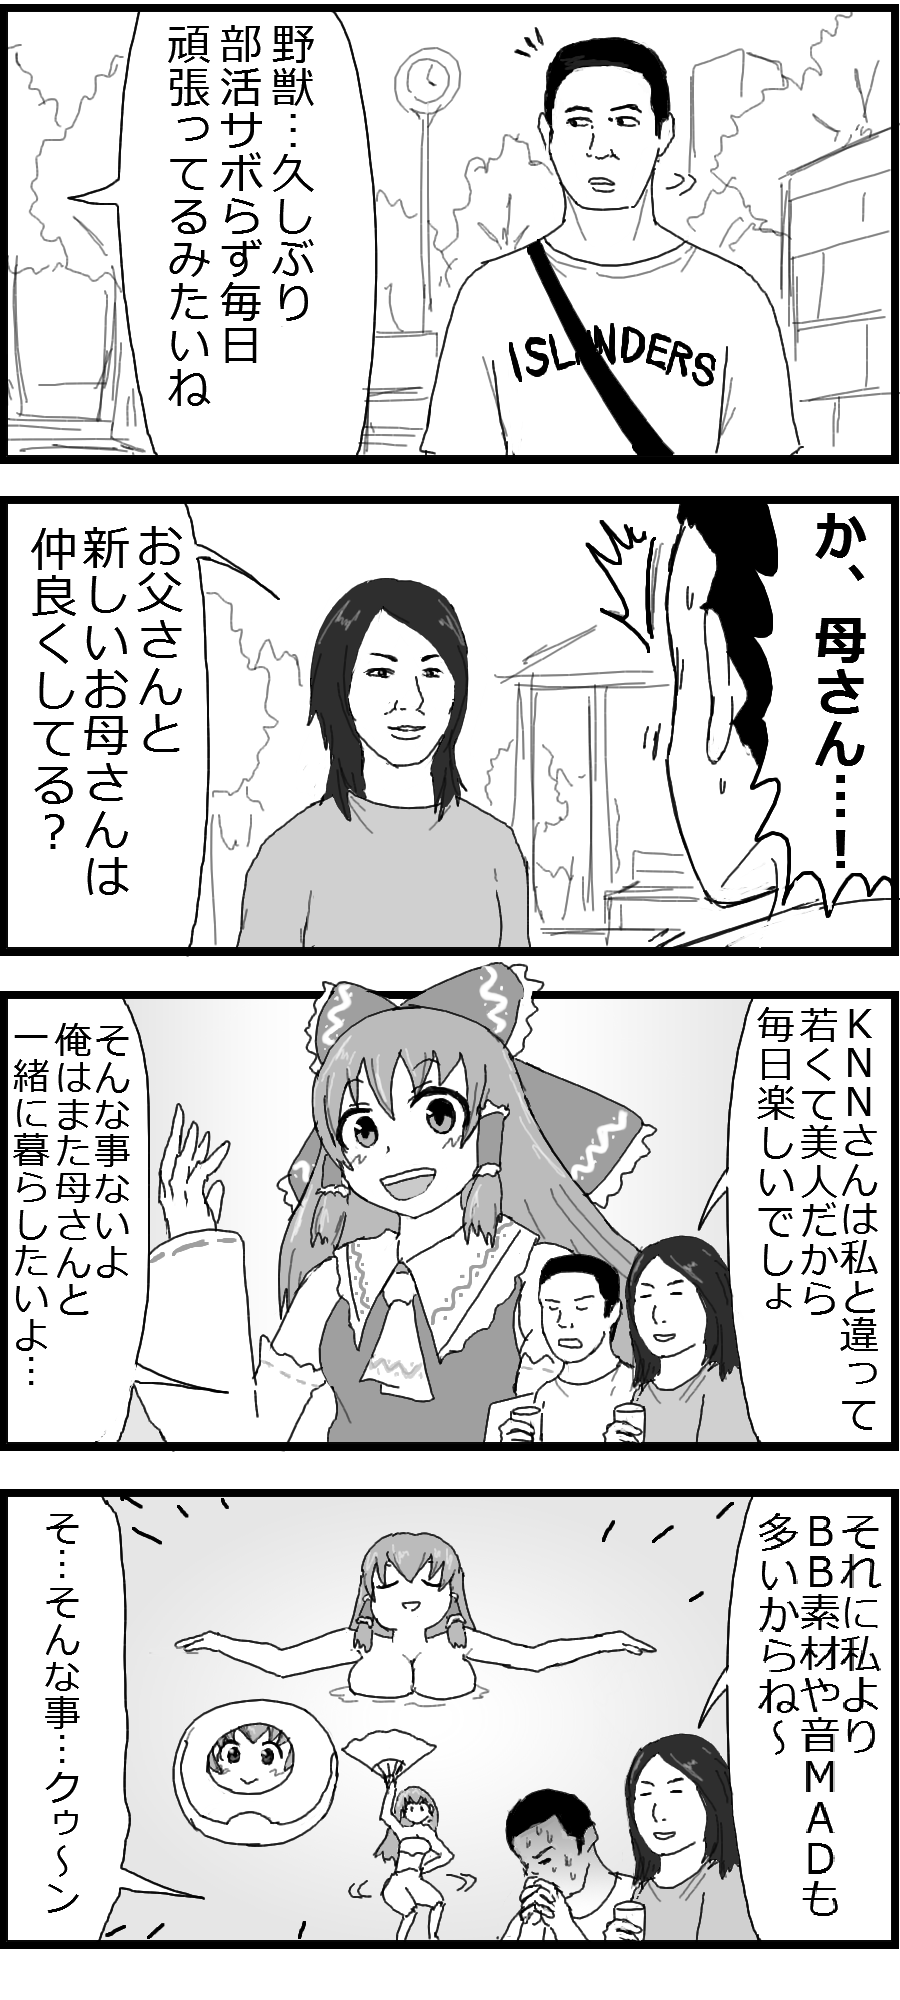 野獣…久しぶり
部活サボらず毎日
頑張ってるみたいね
ISLANDERS
か、母さん…！
お父さんと
新しいお母さんは
仲良くしてる？
KNNさんは私と違って
若くて美人だから
毎日楽しいでしょ
そんな事ないよ
俺はまた母さんと
一緒に暮らしたいよ…
それに私より
BB素材や音MADも
多いからね～
そ…そんな事…クゥ～ン